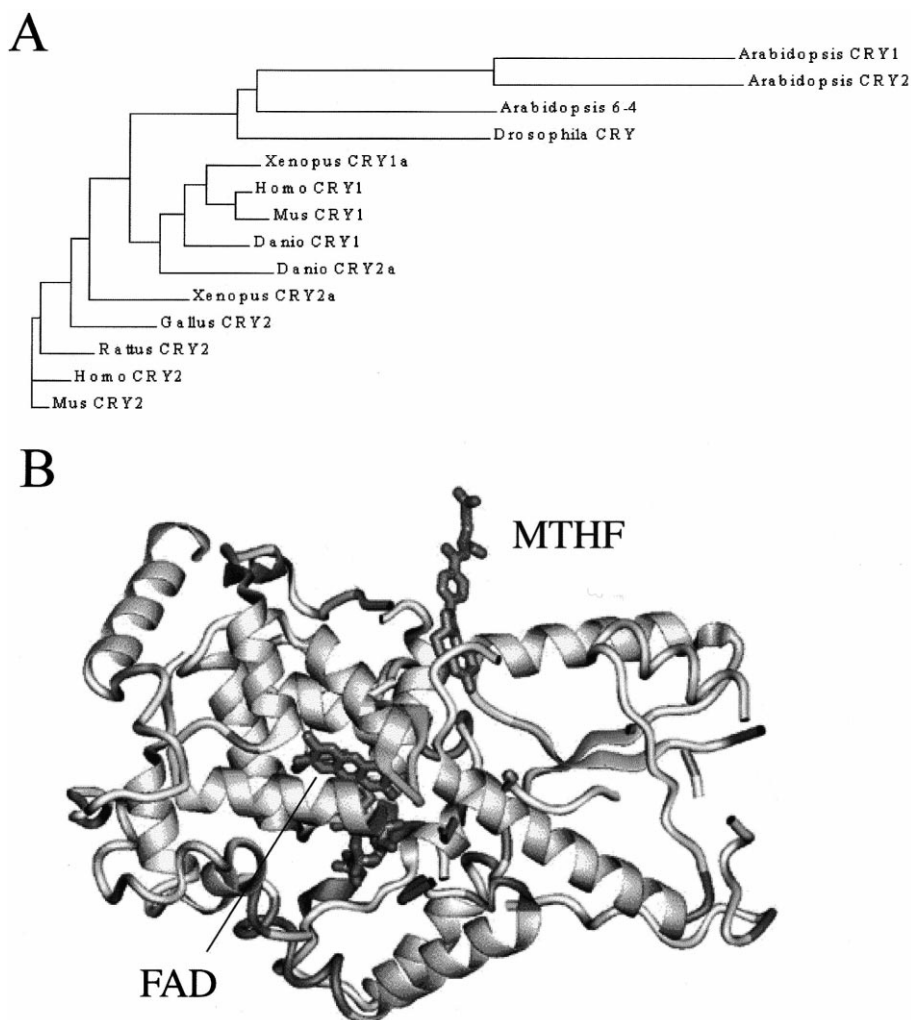 A
Arabidopsis CRY1
Arabidopsis CRY2
Arabidopsis 6-4
Drosophila CRY
Xenopus CRY1a
Homo CRY1
Mus CRY1
Danio CRY1
Danio CRY2a
Xenopus CRY2a
Gallus CRY2
Rattus CRY2
Homo CRY2
Mus CRY2
B
MTHF
FAD